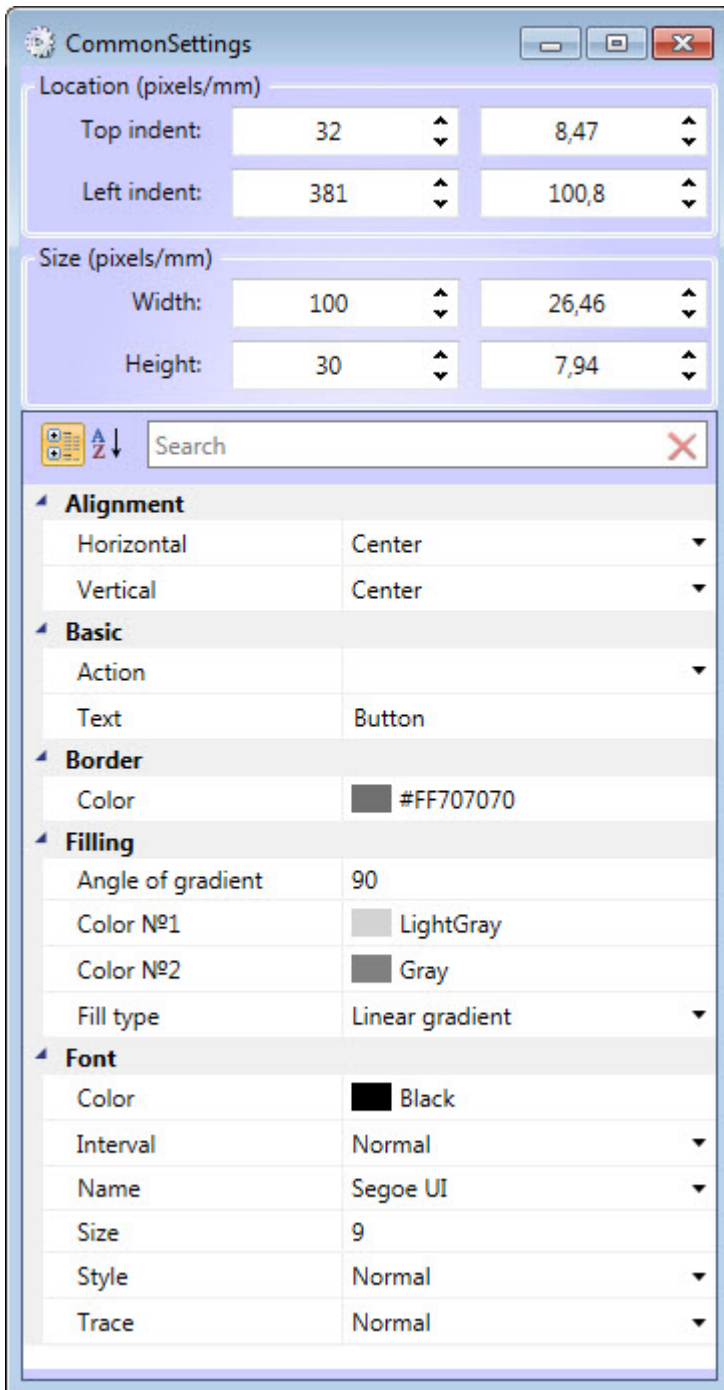 CommonSettings
Location (pixels/mm)
Top indent: 32 8,47
Left indent: 381 100,8
Size (pixels/mm)
Width: 100 26,46
Height: 30 7,94
A Z Search
Alignment
Horizontal Center
Vertical Center
Basic
Action
Text Button
Border
Color #FF707070
Filling
Angle of gradient 90
Color №1 LightGray
Color №2 Gray
Fill type Linear gradient
Font
Color Black
Interval Normal
Name Segoe UI
Size 9
Style Normal
Trace Normal